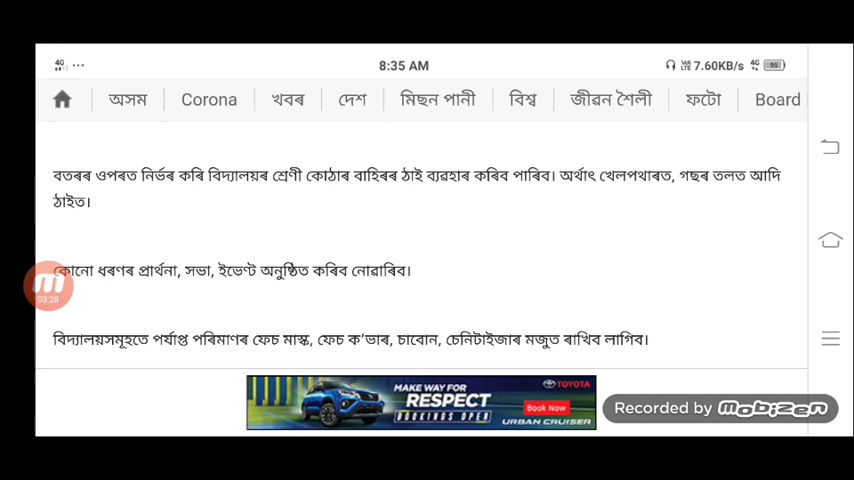 4G ... 8:35 AM 7.60KB/s 4G 95
অসম Corona খবৰ দেশ মিছন পানী বিশ্ব জীৱন শৈলী ফটো Board
বতৰৰ ওপৰত নিৰ্ভৰ কৰি বিদ্যালয়ৰ শ্ৰেণী কোঠাৰ বাহিৰৰ ঠাই ব্যৱহাৰ কৰিব পাৰিব। অৰ্থাৎ খেলপথাৰত, গছৰ তলত আদি
ঠাইত।
কোনো ধৰণৰ প্ৰাৰ্থনা, সভা, ইভেণ্ট অনুষ্ঠিত কৰিব নোৱাৰিব।
03:28
বিদ্যালয়সমূহতে পৰ্যাপ্ত পৰিমাণৰ ফেচ মাস্ক, ফেচ ক'ভাৰ, চাবোন, চেনিটাইজাৰ মজুত ৰাখিব লাগিব।
MAKE WAY FOR
RESPECT
BOOKINGS OPEN
TOYOTA
Book Now
URBAN CRUISER
Recorded by mobizen